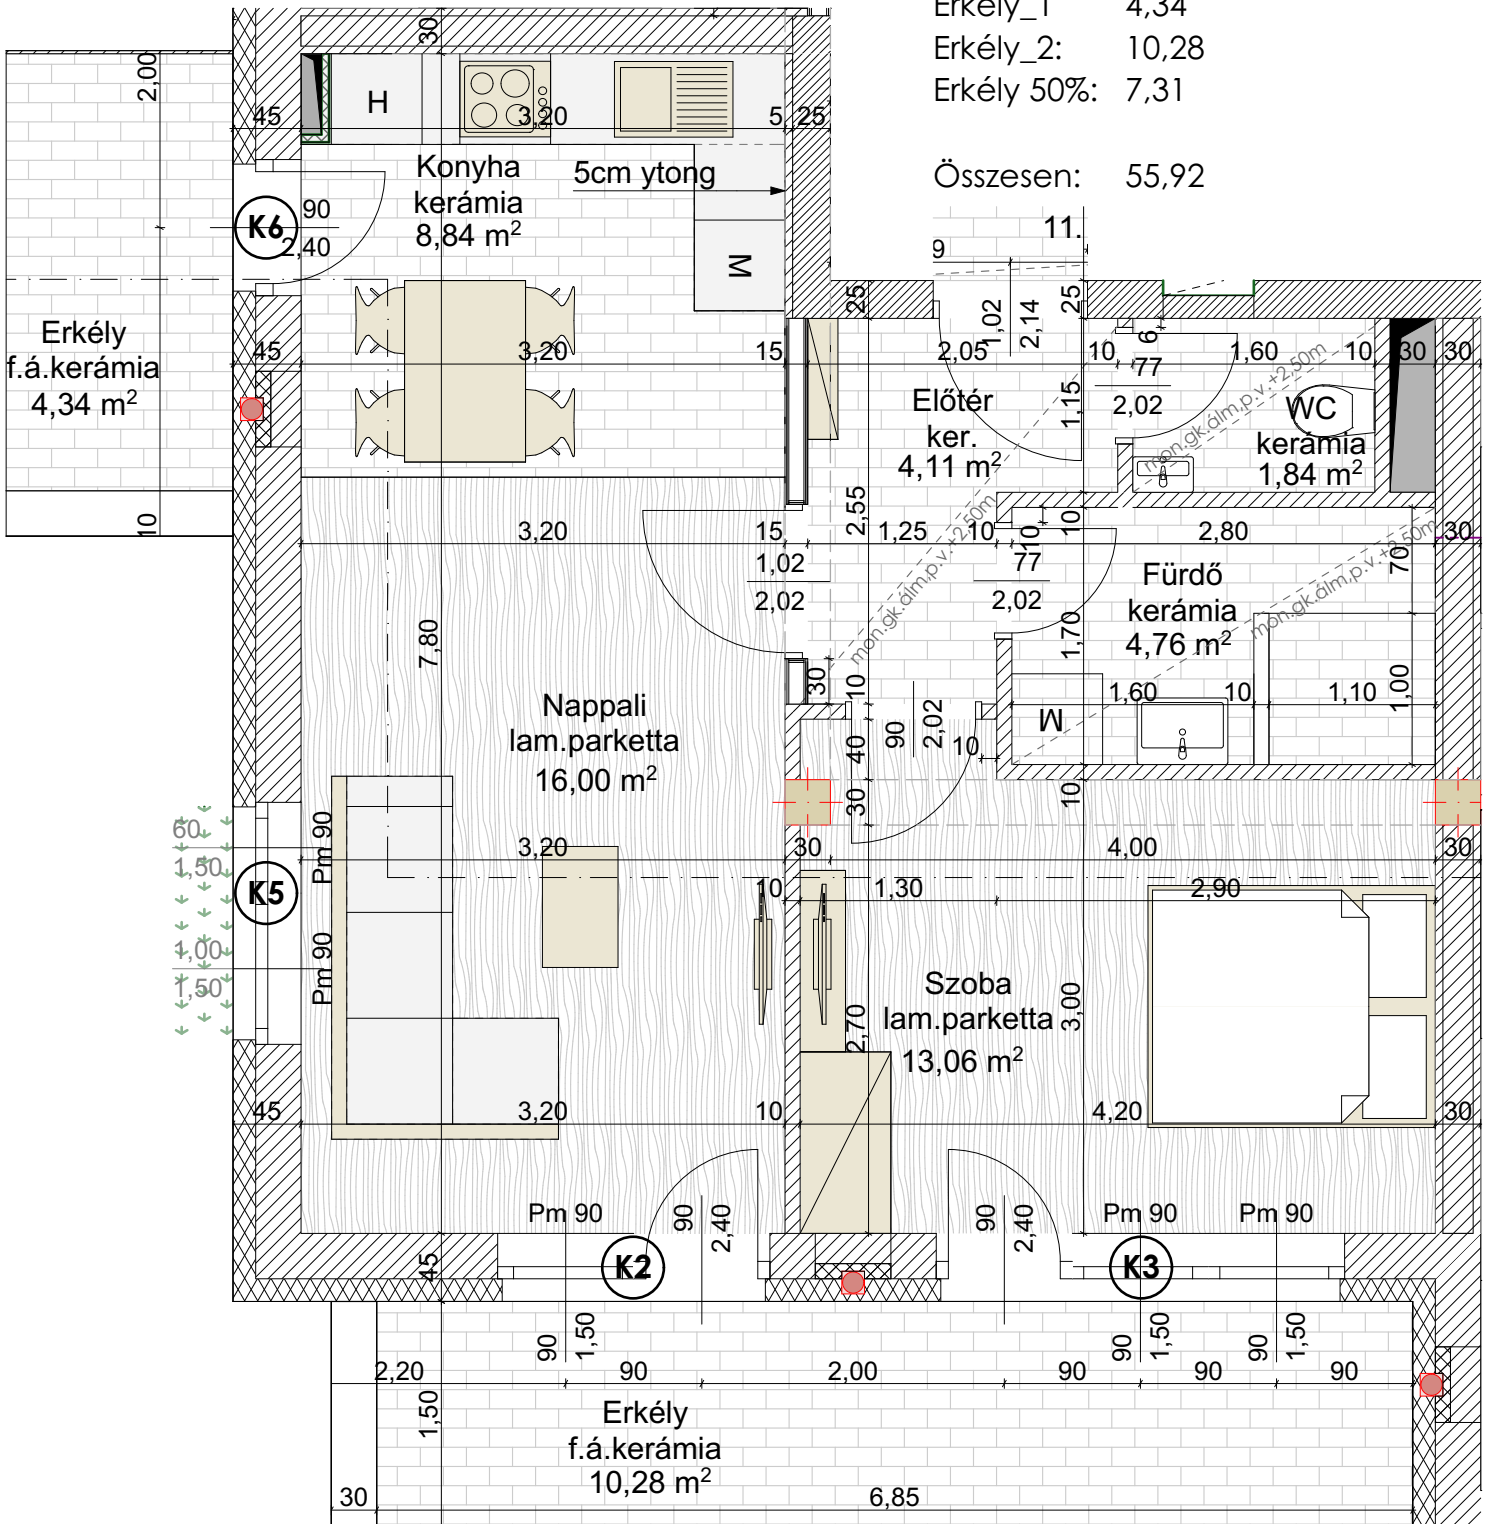 Erkély_1 4,34
Erkély_2: 10,28
Erkély 50%: 7,31
Összesen: 55,92
30
2,00
45
H
3,20
5
25
Konyha
kerámia
8,84 m²
5cm ytong
K6
90
2,40
M
11.
9
25
1,02
2,14
25
Erkély
f.á.kerámia
4,34 m²
45
3,20
15
2,05
10
6
77
2,02
1,60
10
30
30
1,15
Előtér
ker.
4,11 m²
WC
kerámia
1,84 m²
mon.gk.álm.p.v.+2,50m
10
3,20
15
2,55
1,25
10
10
10
2,80
30
1,02
2,02
77
2,02
70
Fürdő
kerámia
4,76 m²
mon.gk.álm.p.v.+2,50m
mon.gk.álm.p.v.+2,50m
7,80
1,70
30
10
1,60
10
1,10
1,00
M
Nappali
lam.parketta
16,00 m²
90
2,02
40
10
30
10
60
1,50
Pm 90
3,20
30
4,00
30
K5
10
1,30
2,90
1,00
1,50
Pm 90
Szoba
lam.parketta
13,06 m²
2,70
3,00
45
3,20
10
4,20
30
Pm 90
90
2,40
90
2,40
Pm 90
Pm 90
45
K2
K3
90
1,50
90
1,50
90
1,50
2,20
90
2,00
90
90
90
1,50
Erkély
f.á.kerámia
10,28 m²
30
6,85